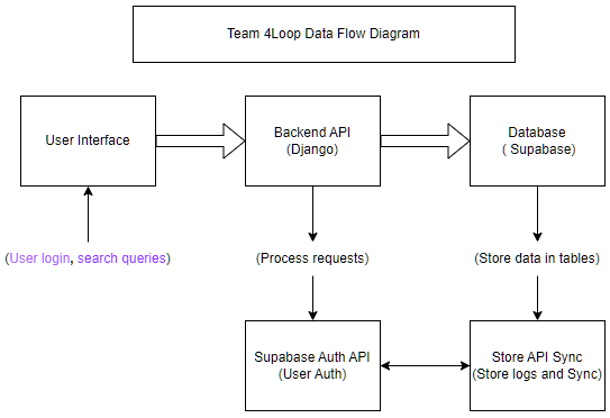 Team 4Loop Data Flow Diagram
User Interface
Backend API
(Django)
Database
( Supabase)
(User login, search queries)
(Process requests)
(Store data in tables)
Supabase Auth API
(User Auth)
Store API Sync
(Store logs and Sync)